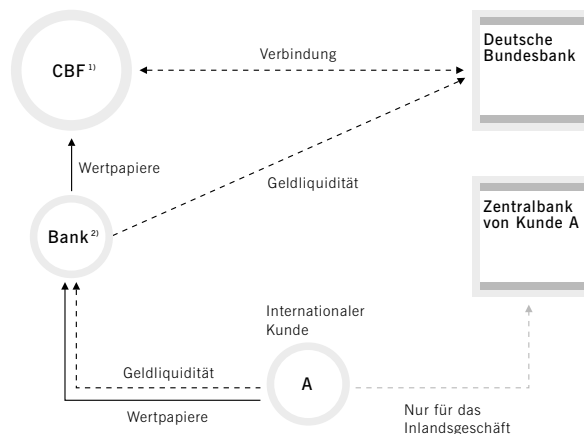 CBF 1)
Verbindung
Deutsche
Bundesbank
Wertpapiere
Geldliquidität
Bank 2)
Zentralbank
von Kunde A
Internationaler
Kunde
Geldliquidität
A
Wertpapiere
Nur für das
Inlandsgeschäft